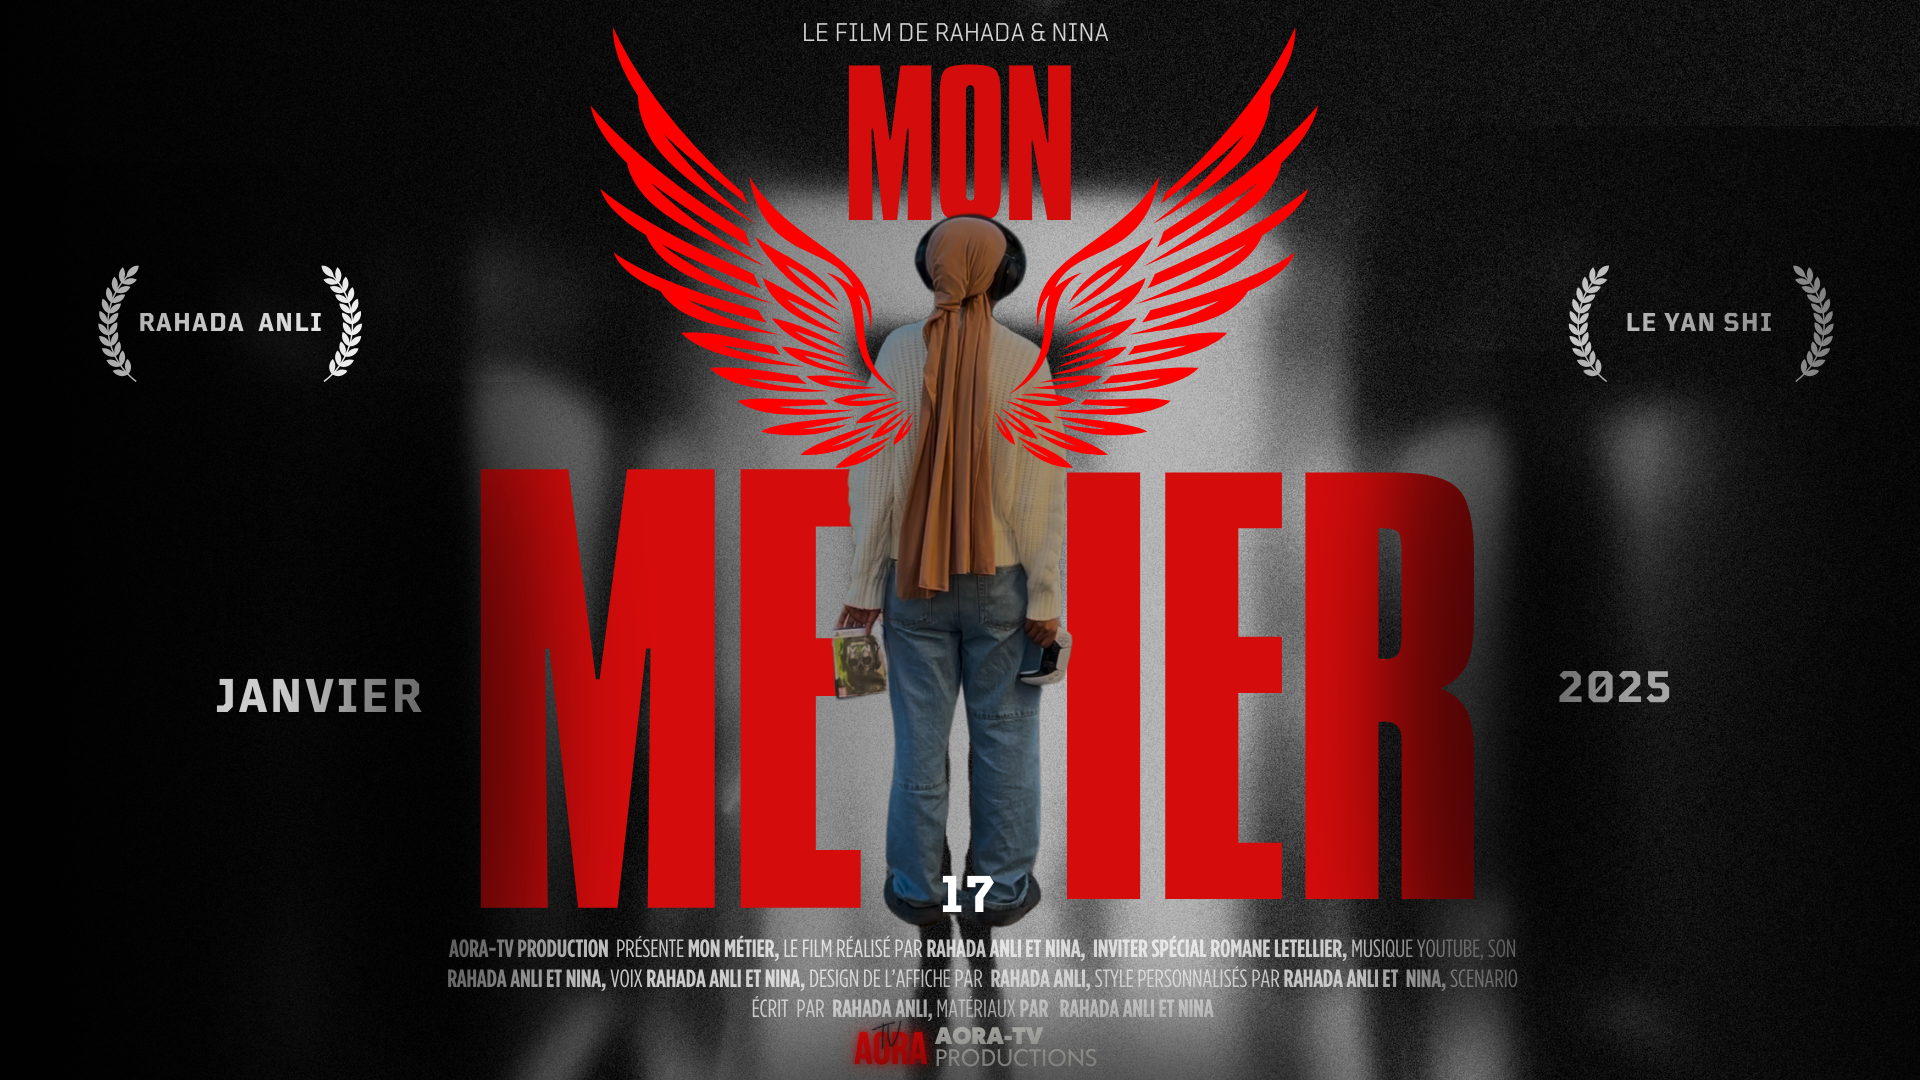 LE FILM DE RAHADA & NINA
MON
RAHADA ANLI
LE YAN SHI
MÉTIER
JANVIER
2025
17
AORA-TV PRODUCTION PRÉSENTE MON MÉTIER, LE FILM RÉALISÉ PAR RAHADA ANLI ET NINA, INVITER SPÉCIAL ROMANE LETELLIER, MUSIQUE YOUTUBE, SON
RAHADA ANLI ET NINA, VOIX RAHADA ANLI ET NINA, DESIGN DE L'AFFICHE PAR RAHADA ANLI, STYLE PERSONNALISÉS PAR RAHADA ANLI ET NINA, SCENARIO
ÉCRIT PAR RAHADA ANLI, MATÉRIAUX PAR RAHADA ANLI ET NINA
AORA TV
AORA-TV
PRODUCTIONS